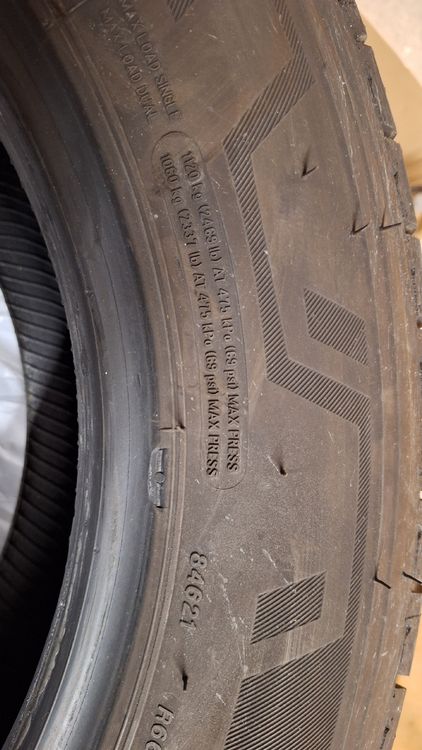 MAX LOAD SINGLE
MAX LOAD DUAL
1120 kg (2469 lb) AT 475 kPa (69 psi) MAX PRESS
1060 kg (2337 lb) AT 475 kPa (69 psi) MAX PRESS
84621